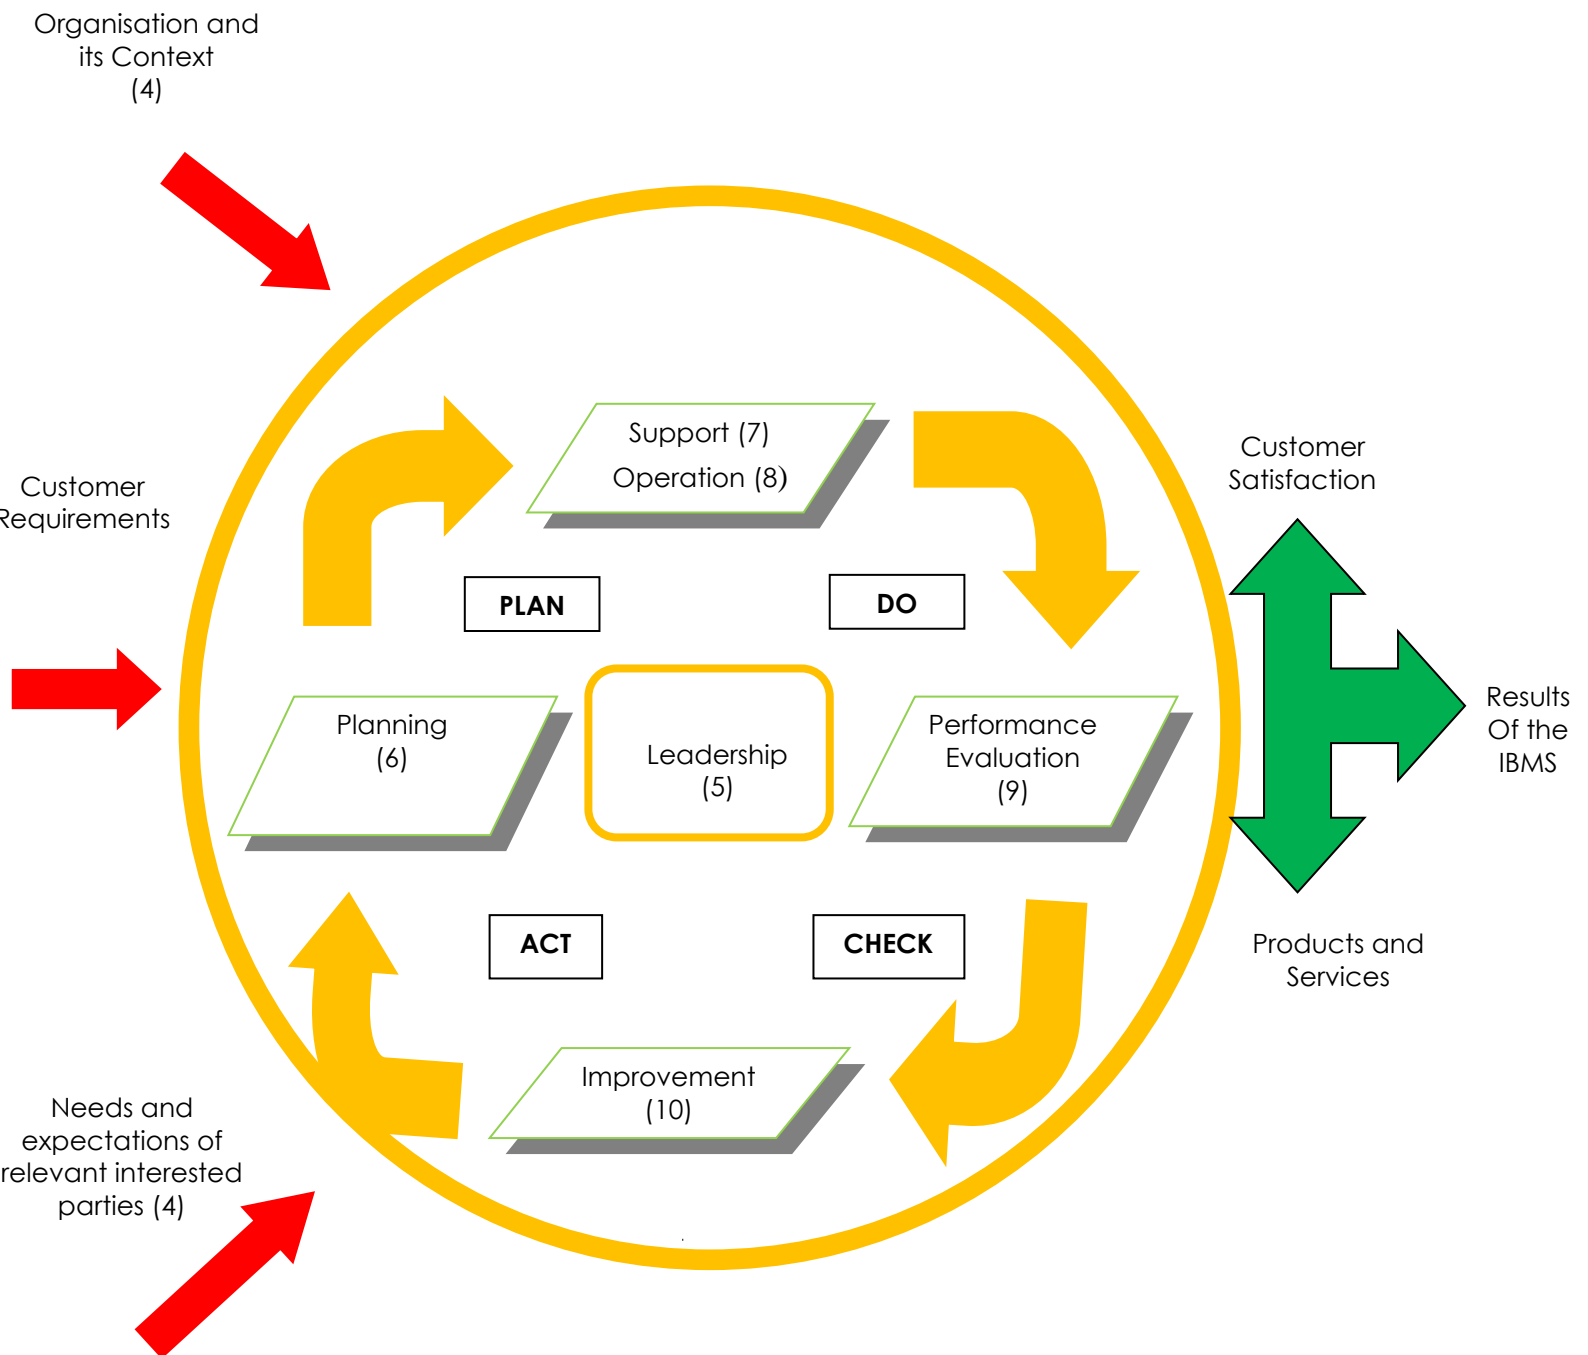 Organisation and
its Context
(4)
Support (7)
Operation (8)
Customer
Satisfaction
Customer
Requirements
PLAN
DO
Planning
(6)
Leadership
(5)
Performance
Evaluation
(9)
Results
Of the
IBMS
ACT
CHECK
Products and
Services
Improvement
(10)
Needs and
expectations of
relevant interested
parties (4)